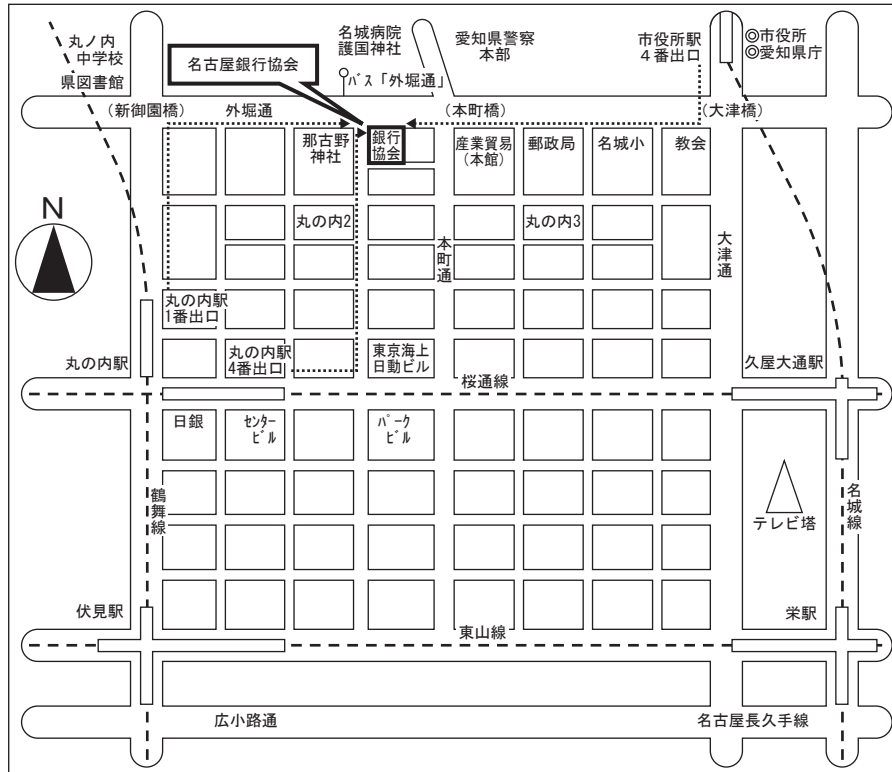 丸ノ内
中学校
県図書館
名城病院
護国神社
愛知県警察
本部
市役所駅
4番出口
◎市役所
◎愛知県庁
名古屋銀行協会
バス「外堀通」
(新御園橋)
外堀通
(本町橋)
(大津橋)
那古野
神社
銀行
協会
産業貿易
(本館)
郵政局
名城小
教会
N
丸の内2
本町通
丸の内3
大津通
丸の内駅
1番出口
丸の内駅
丸の内駅
4番出口
東京海上
日動ビル
桜通線
久屋大通駅
日銀
センター
ビル
パーク
ビル
鶴舞線
テレビ塔
名城線
伏見駅
東山線
栄駅
広小路通
名古屋長久手線